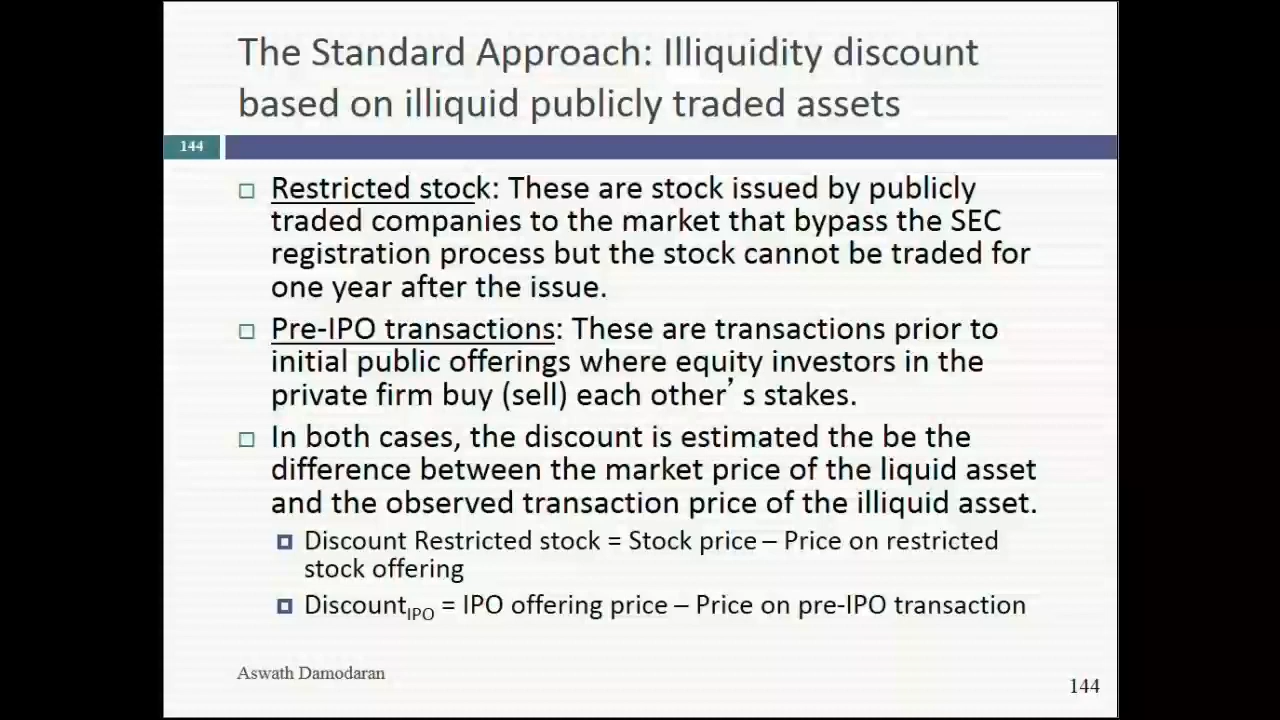 The Standard Approach: Illiquidity discount
based on illiquid publicly traded assets
144
Restricted stock: These are stock issued by publicly
traded companies to the market that bypass the SEC
registration process but the stock cannot be traded for
one year after the issue.
Pre-IPO transactions: These are transactions prior to
initial public offerings where equity investors in the
private firm buy (sell) each other’ s stakes.
In both cases, the discount is estimated the be the
difference between the market price of the liquid asset
and the observed transaction price of the illiquid asset.
Discount Restricted stock = Stock price – Price on restricted
stock offering
DiscountIPO = IPO offering price – Price on pre-IPO transaction
Aswath Damodaran
144